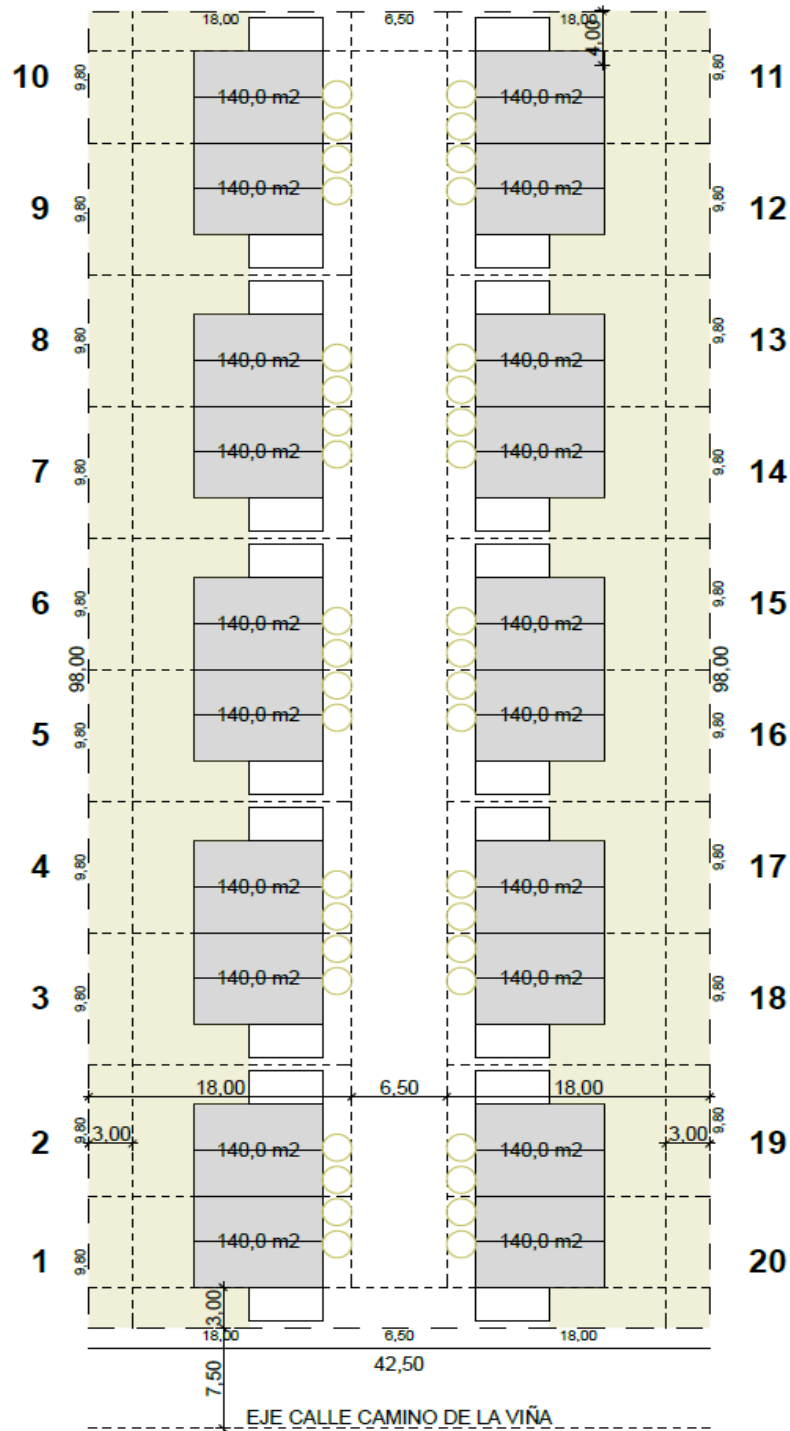 18,00 6,50 18,00
4,00
10 9,80 140,0 m2 140,0 m2 9,80 11
9 9,80 140,0 m2 140,0 m2 9,80 12
8 9,80 140,0 m2 140,0 m2 9,80 13
7 9,80 140,0 m2 140,0 m2 9,80 14
6 9,80 140,0 m2 140,0 m2 9,80 15
98,00 98,00
5 9,80 140,0 m2 140,0 m2 9,80 16
4 9,80 140,0 m2 140,0 m2 9,80 17
3 9,80 140,0 m2 140,0 m2 9,80 18
18,00 6,50 18,00
2 9,80 3,00 140,0 m2 140,0 m2 3,00 9,80 19
1 9,80 140,0 m2 140,0 m2 20
3,00
18,00 6,50 18,00
42,50
7,50
EJE CALLE CAMINO DE LA VIÑA